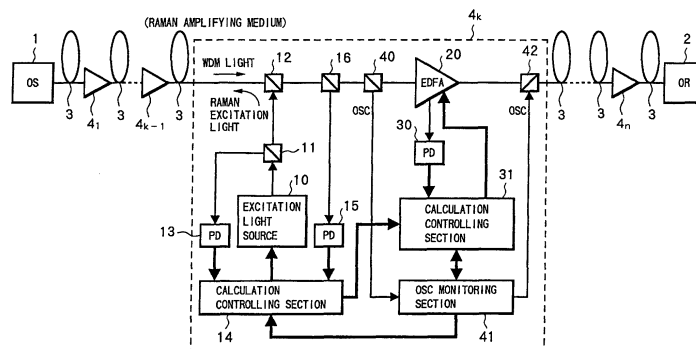 (RAMAN AMPLIFYING MEDIUM)
4k
1
12
16
40
20
42
2
WDM LIGHT
OS
EDFA
OR
3
41
3
4k-1
3
RAMAN
EXCITATION
LIGHT
OSC
OSC
3
3
4n
3
30
11
PD
31
10
13
PD
EXCITATION
LIGHT
SOURCE
15
PD
CALCULATION
CONTROLLING
SECTION
CALCULATION
CONTROLLING SECTION
OSC MONITORING
SECTION
14
41